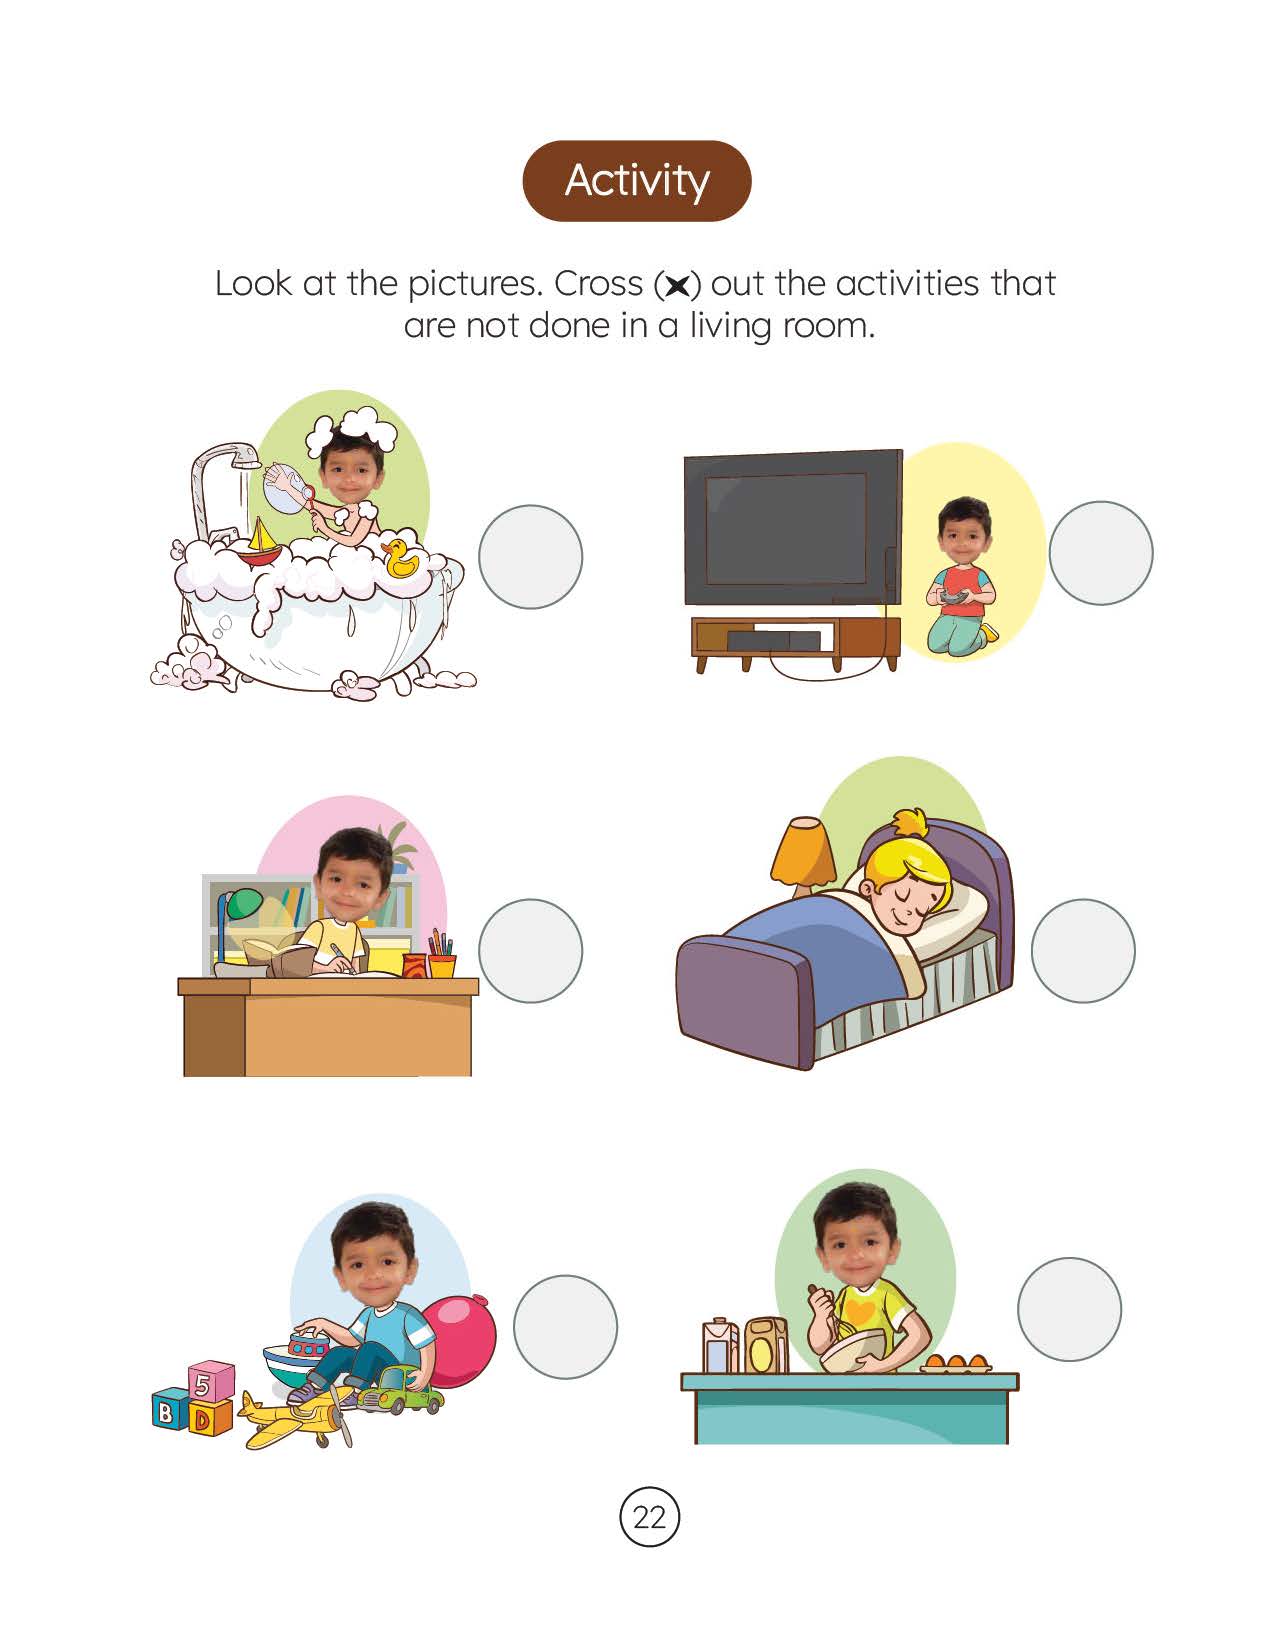 Activity
Look at the pictures. Cross (✗) out the activities that
are not done in a living room.
5
B
D
22